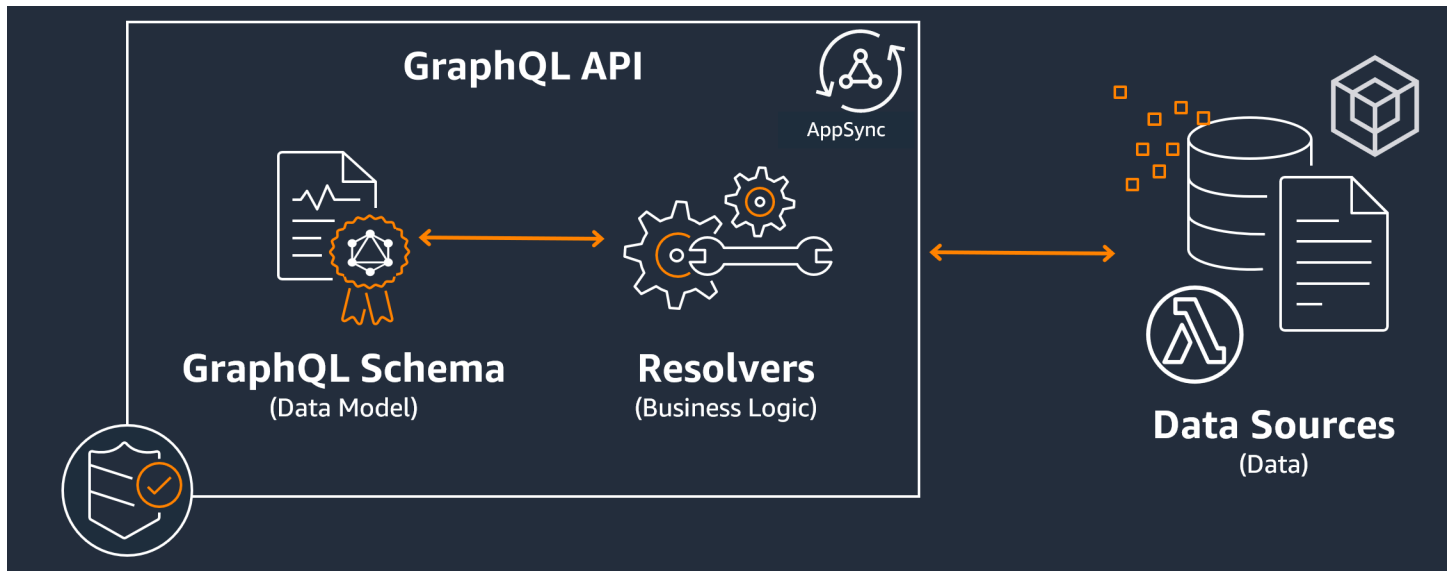 GraphQL API
AppSync
GraphQL Schema
(Data Model)
Resolvers
(Business Logic)
Data Sources
(Data)